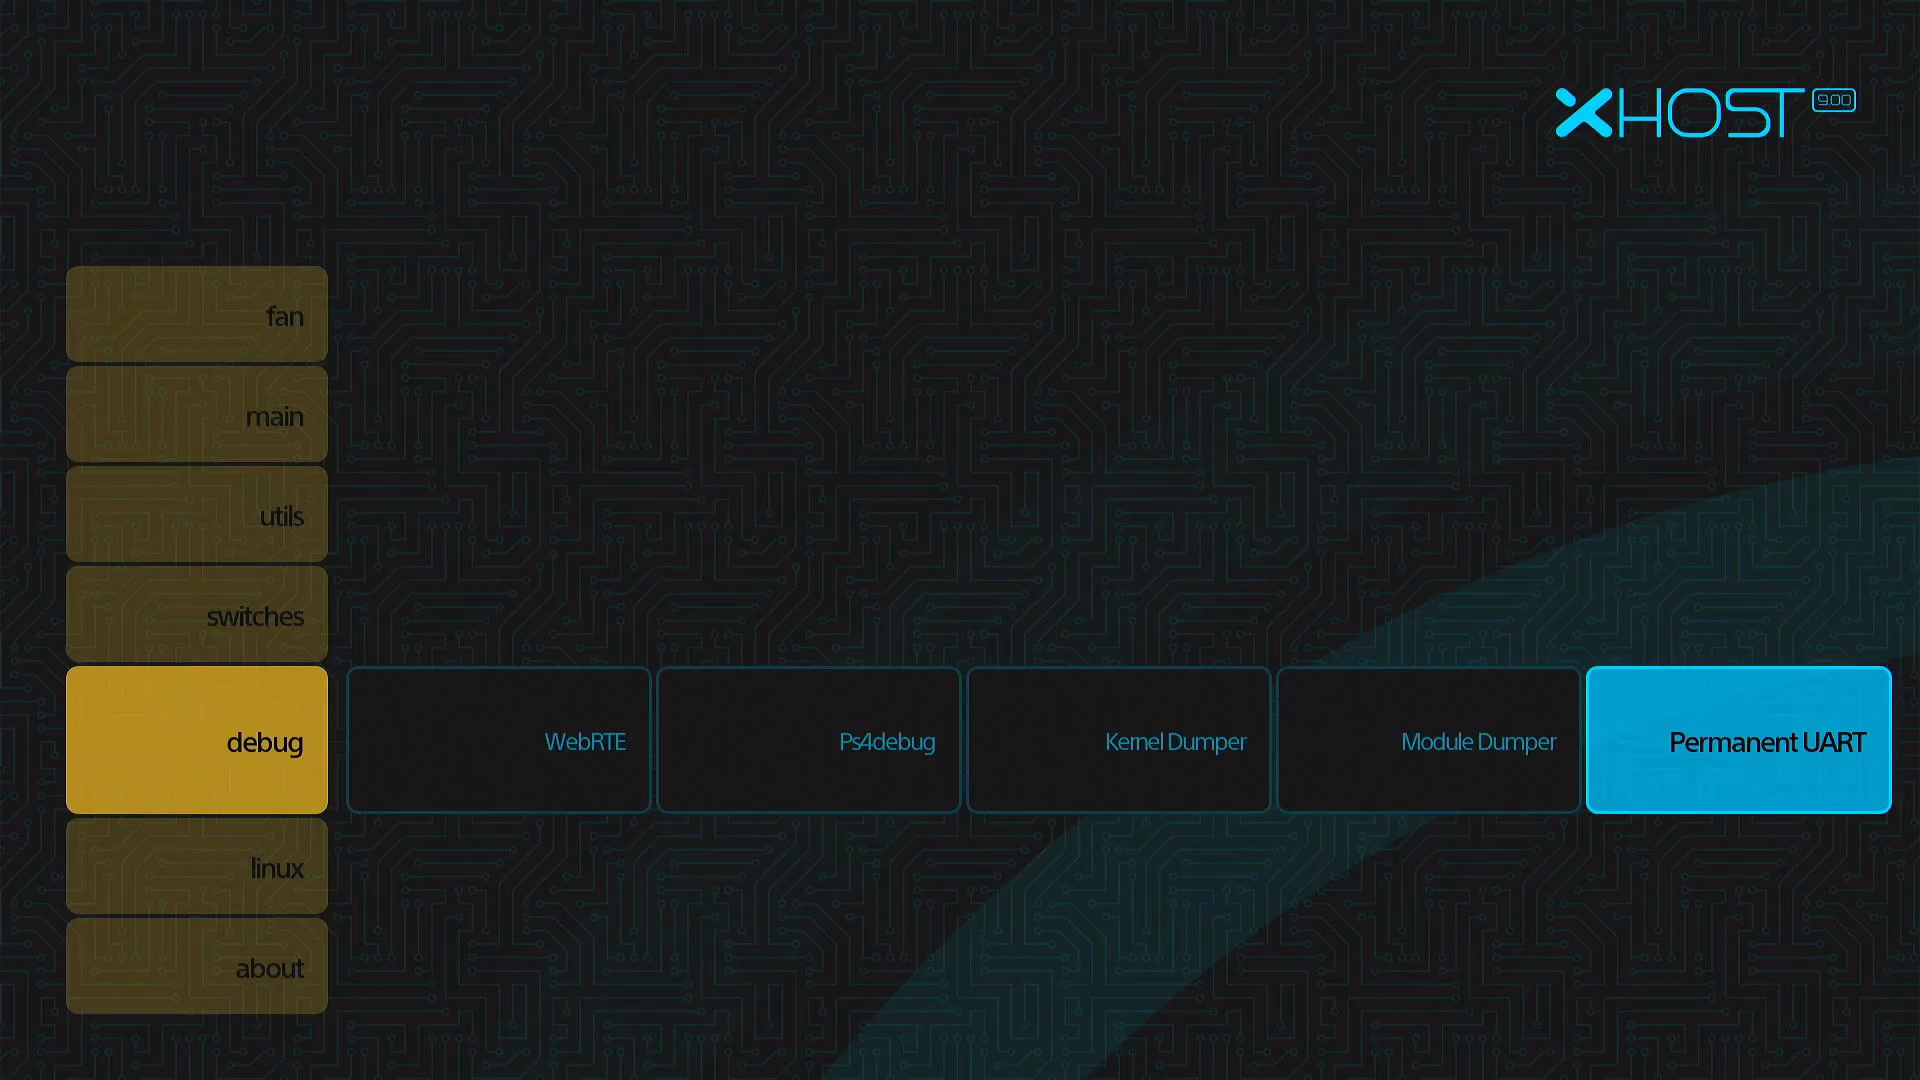 XHOST 9.00
fan
main
utils
switches
debug
WebRTE
Ps4debug
Kernel Dumper
Module Dumper
Permanent UART
linux
about